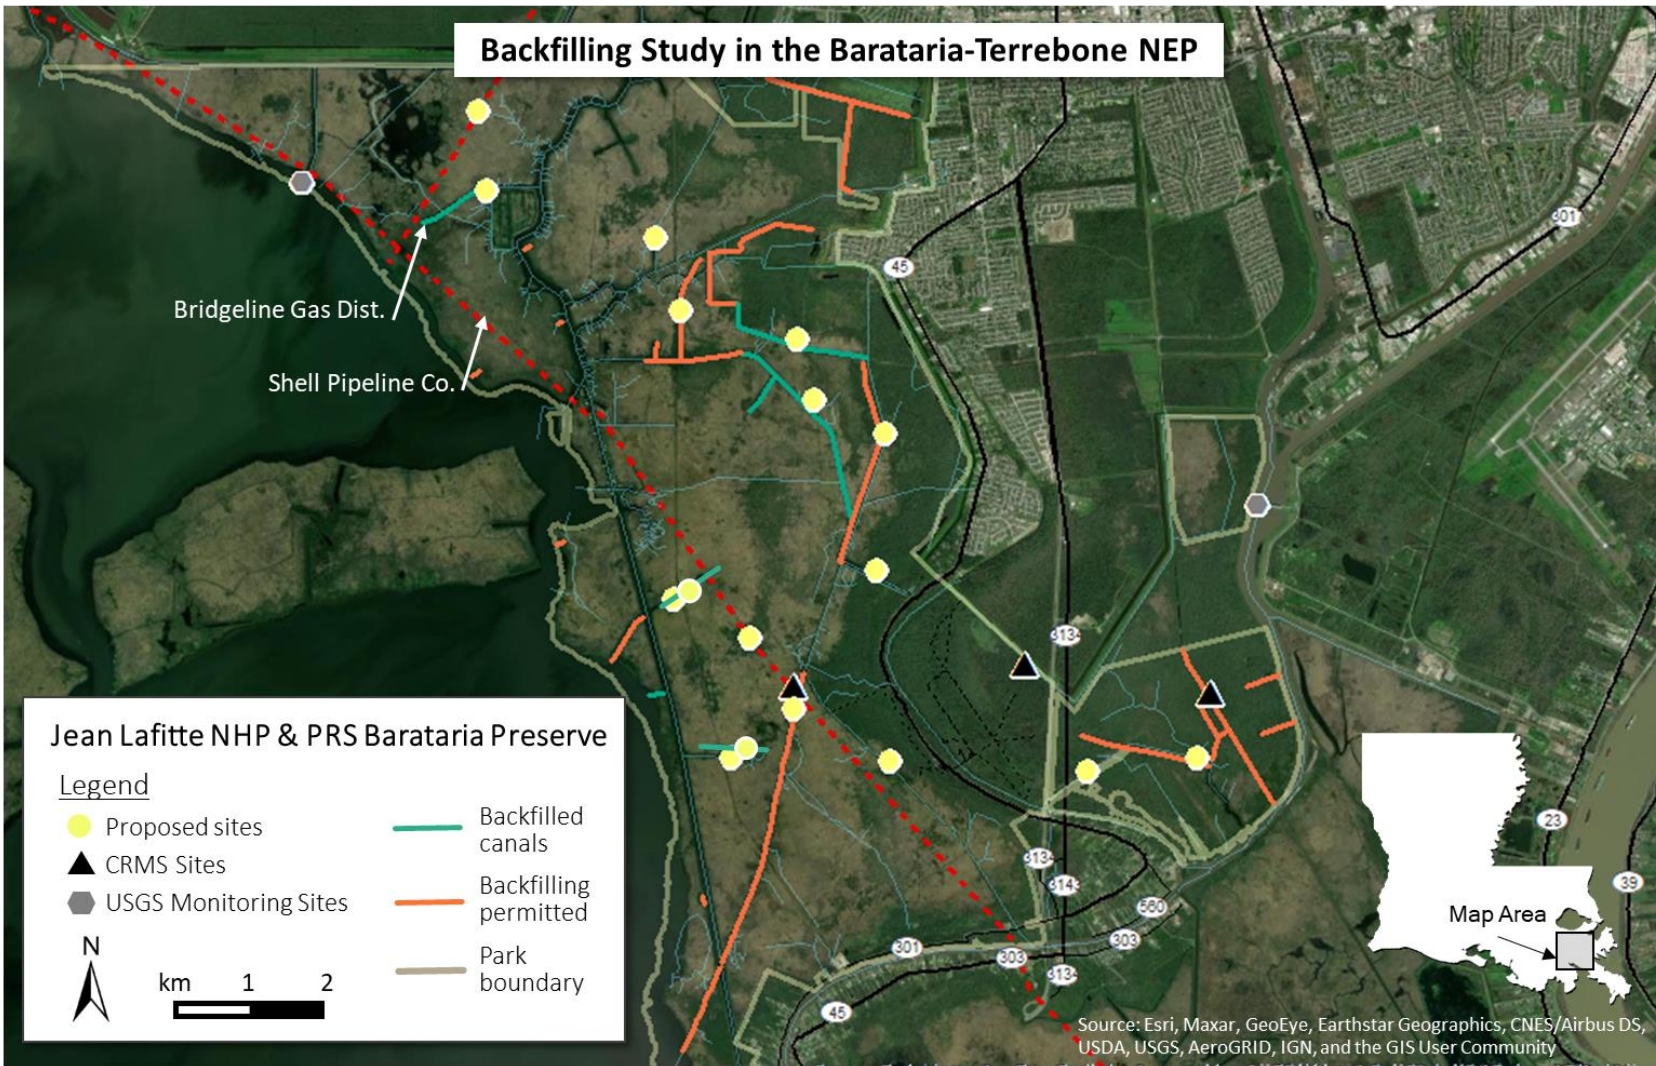 Backfilling Study in the Barataria-Terrebone NEP
301
45
Bridgeline Gas Dist.
Shell Pipeline Co.
313
Jean Lafitte NHP & PRS Barataria Preserve
Legend
Proposed sites
CRMS Sites
USGS Monitoring Sites
Backfilled
canals
Backfilling
permitted
Park
boundary
N
km 1 2
23
39
313
314
560
303
301
303
313
45
Map Area
Source: Esri, Maxar, GeoEye, Earthstar Geographics, CNES/Airbus DS,
USDA, USGS, AeroGRID, IGN, and the GIS User Community